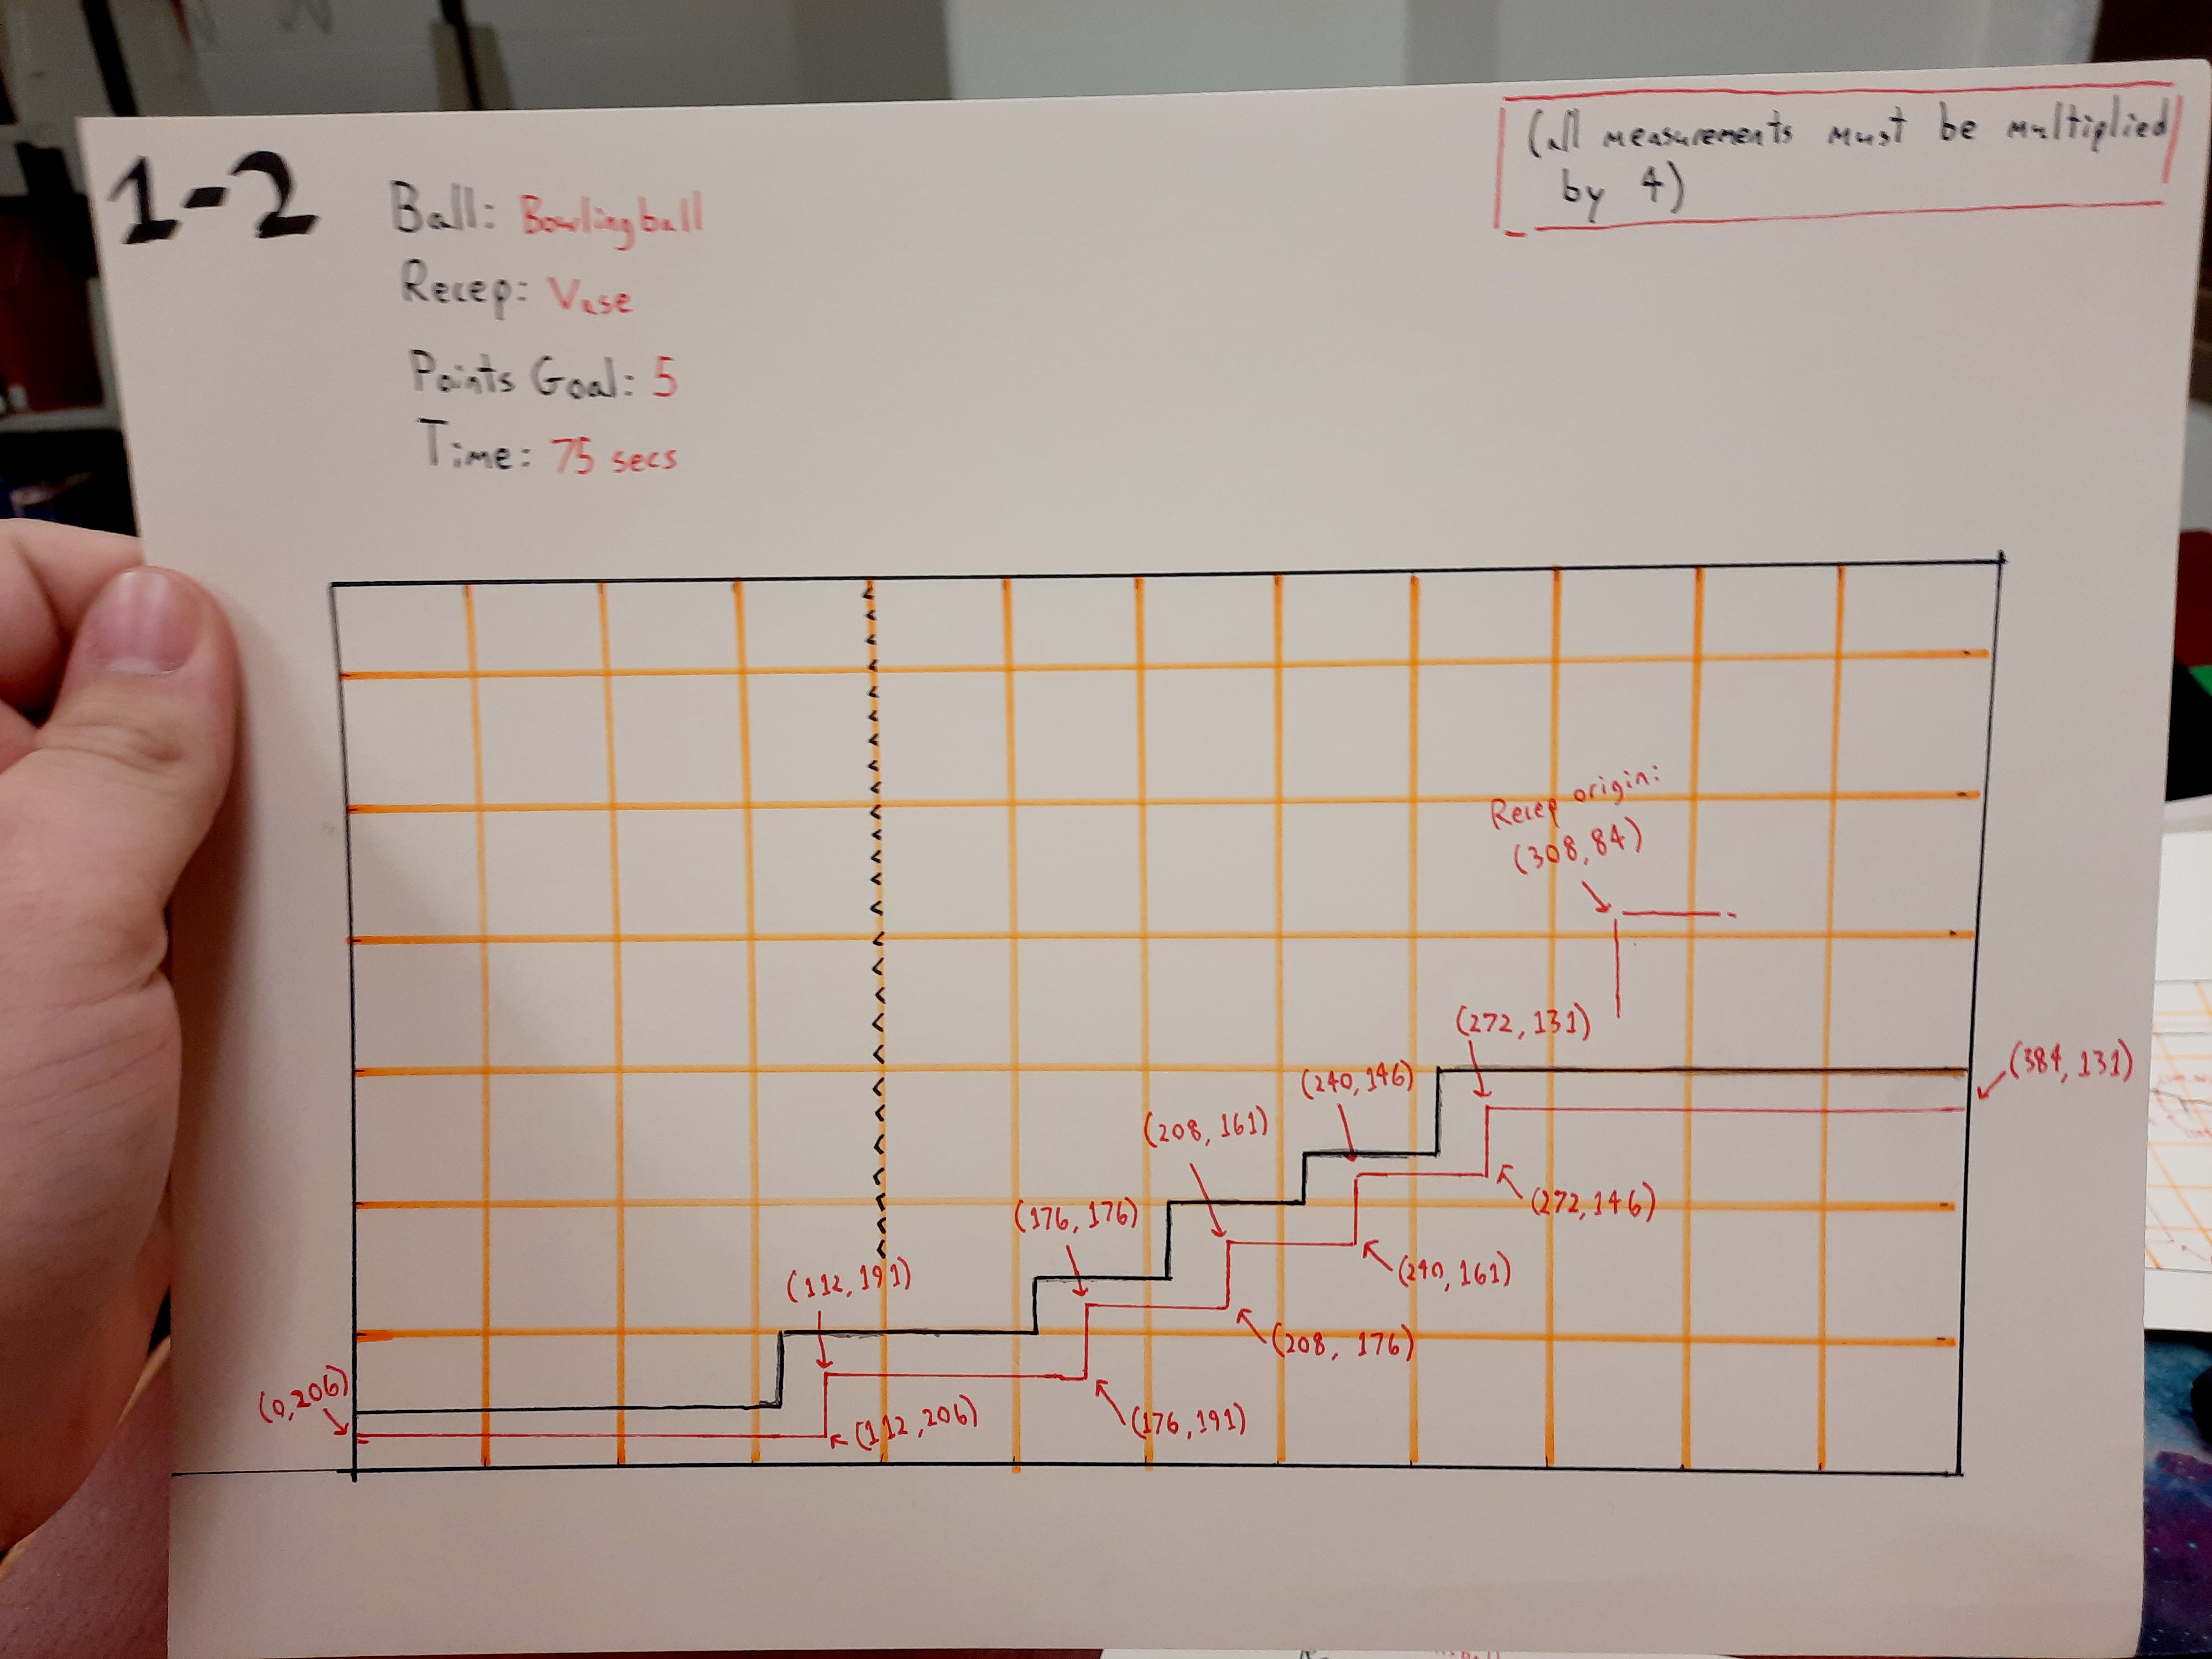 1-2
Ball: Bowlingball
Recep: Vase
Points Goal: 5
Time: 75 secs
(all measurements must be multiplied
by 4)
Recep origin:
(308,84)
(272,131)
(384,131)
(240,146)
(208,161)
(272,146)
(176,176)
(240,161)
(112,191)
(208, 176)
(0,206)
(112,206)
(176,191)